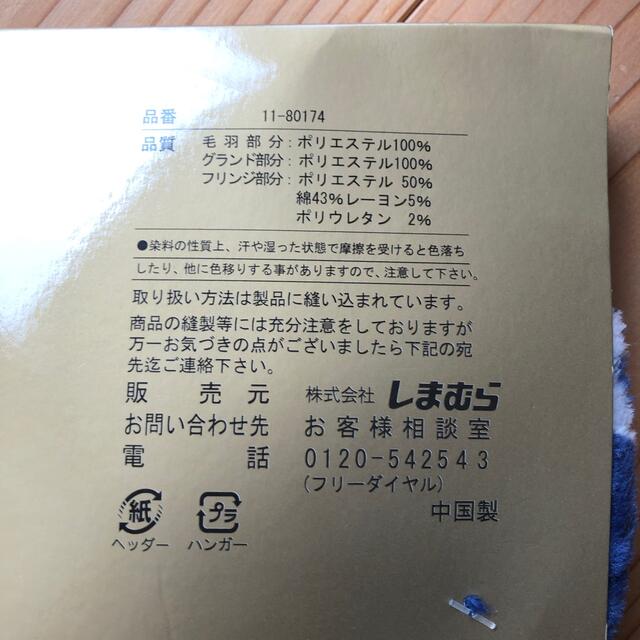 品番 11-80174
品質 毛羽部分:ポリエステル100%
グランド部分:ポリエステル100%
フリンジ部分:ポリエステル 50%
綿43%レーヨン5%
ポリウレタン 2%
●染料の性質上、汗や湿った状態で摩擦を受けると色落ち
したり、他に色移りする事がありますので、注意して下さい。
取り扱い方法は製品に縫い込まれています。
商品の縫製等には充分注意をしておりますが
万一お気づきの点がございましたら下記の宛
先迄ご連絡下さい。
販売元 株式会社 しまむら
お問い合わせ先 お客様相談室
電話 0120-542543
(フリーダイヤル)
中国製
紙 プラ
ヘッダー ハンガー